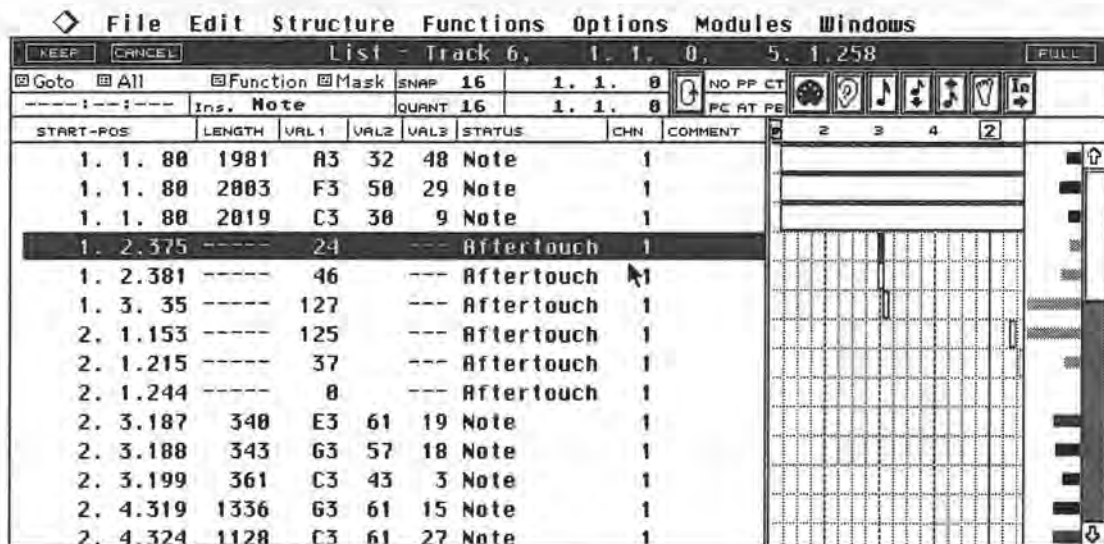 File Edit Structure Functions Options Modules Windows
KEEP CANCEL List - Track 6, 1. 1. 0, 5. 1.258 FULL
Goto All Function Mask SNAP 16 1. 1. 0 NO PP CT
----:--:---- Ins. Note QUANT 16 1. 1. 0 PC AT PE In
START-POS LENGTH VAL1 VAL2 VAL3 STATUS CHN COMMENT 2 3 4 2
1. 1. 80 1981 A3 32 48 Note 1
1. 1. 80 2003 F3 50 29 Note 1
1. 1. 80 2019 C3 30 9 Note 1
1. 2.375 ----- 24 --- Aftertouch 1
1. 2.381 ----- 46 --- Aftertouch 1
1. 3. 35 ----- 127 --- Aftertouch 1
2. 1.153 ----- 125 --- Aftertouch 1
2. 1.215 ----- 37 --- Aftertouch 1
2. 1.244 ----- 0 --- Aftertouch 1
2. 3.187 340 E3 61 19 Note 1
2. 3.188 343 G3 57 18 Note 1
2. 3.199 361 C3 43 3 Note 1
2. 4.319 1336 G3 61 15 Note 1
2. 4.324 1128 C3 61 27 Note 1